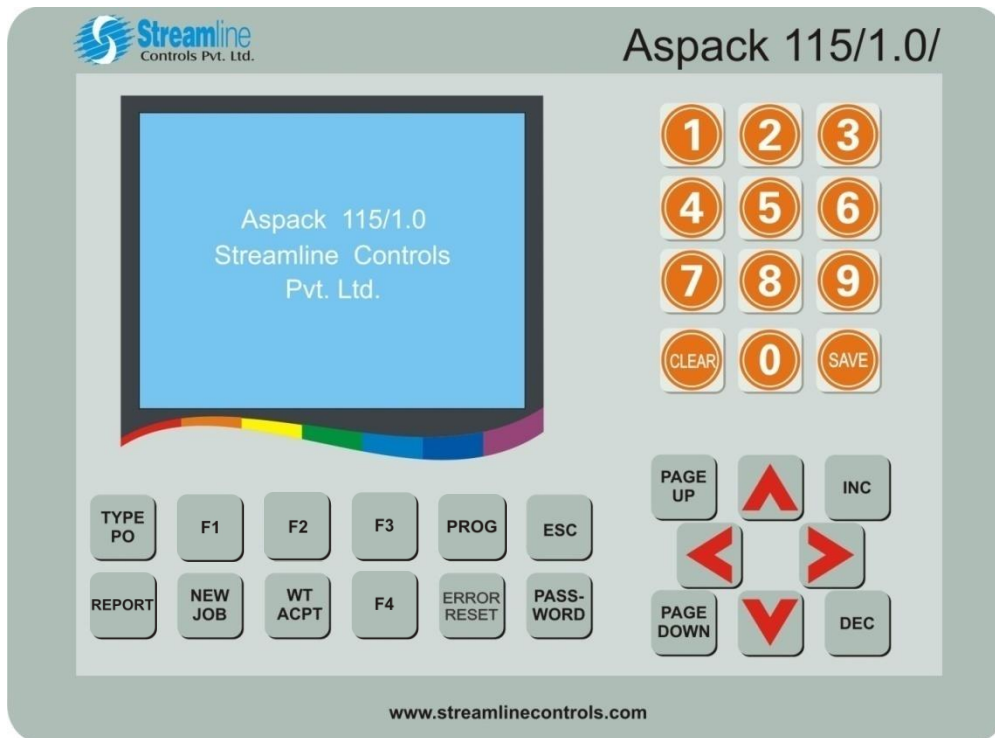 Streamline
Controls Pvt. Ltd.
Aspack 115/1.0/
Aspack 115/1.0
Streamline Controls
Pvt. Ltd.
1 2 3
4 5 6
7 8 9
CLEAR 0 SAVE
TYPE
PO
F1
F2
F3
PROG
ESC
REPORT
NEW
JOB
WT
ACPT
F4
ERROR
RESET
PASS-
WORD
PAGE
UP
INC
PAGE
DOWN
DEC
www.streamlinecontrols.com